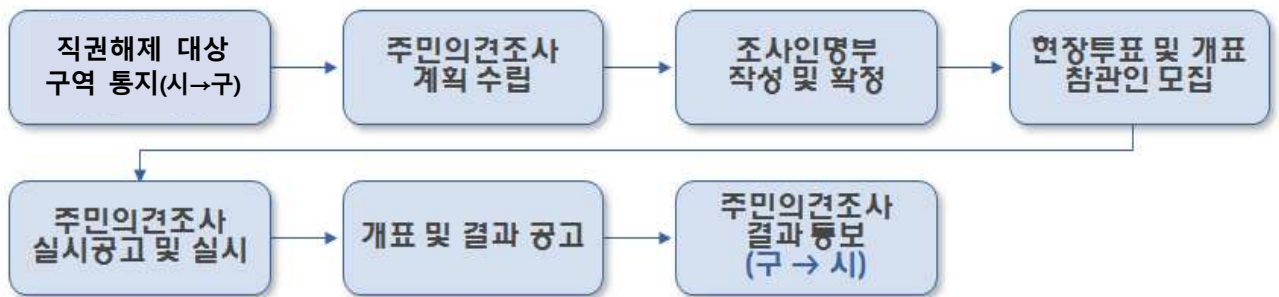 직권해제 대상
구역 통지(시→구)
주민의견조사
계획 수립
조사인명부
작성 및 확정
현장투표 및 개표
참관인 모집
주민의견조사
실시공고 및 실시
개표 및 결과 공고
주민의견조사
결과 통보
(구 → 시)